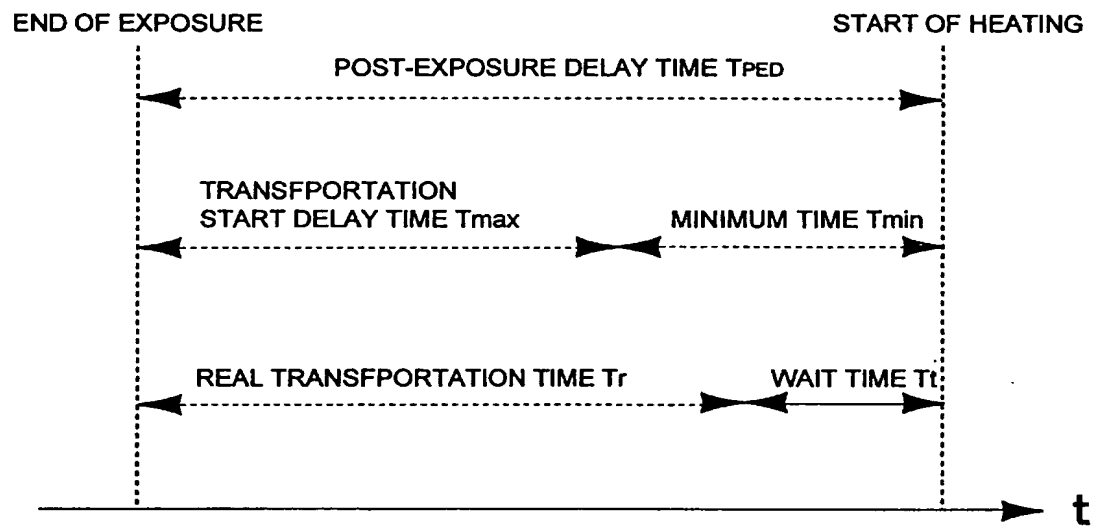 END OF EXPOSURE
START OF HEATING
POST-EXPOSURE DELAY TIME TPED
TRANSFPORTATION
START DELAY TIME Tmax
MINIMUM TIME Tmin
REAL TRANSFPORTATION TIME Tr
WAIT TIME Tt
t